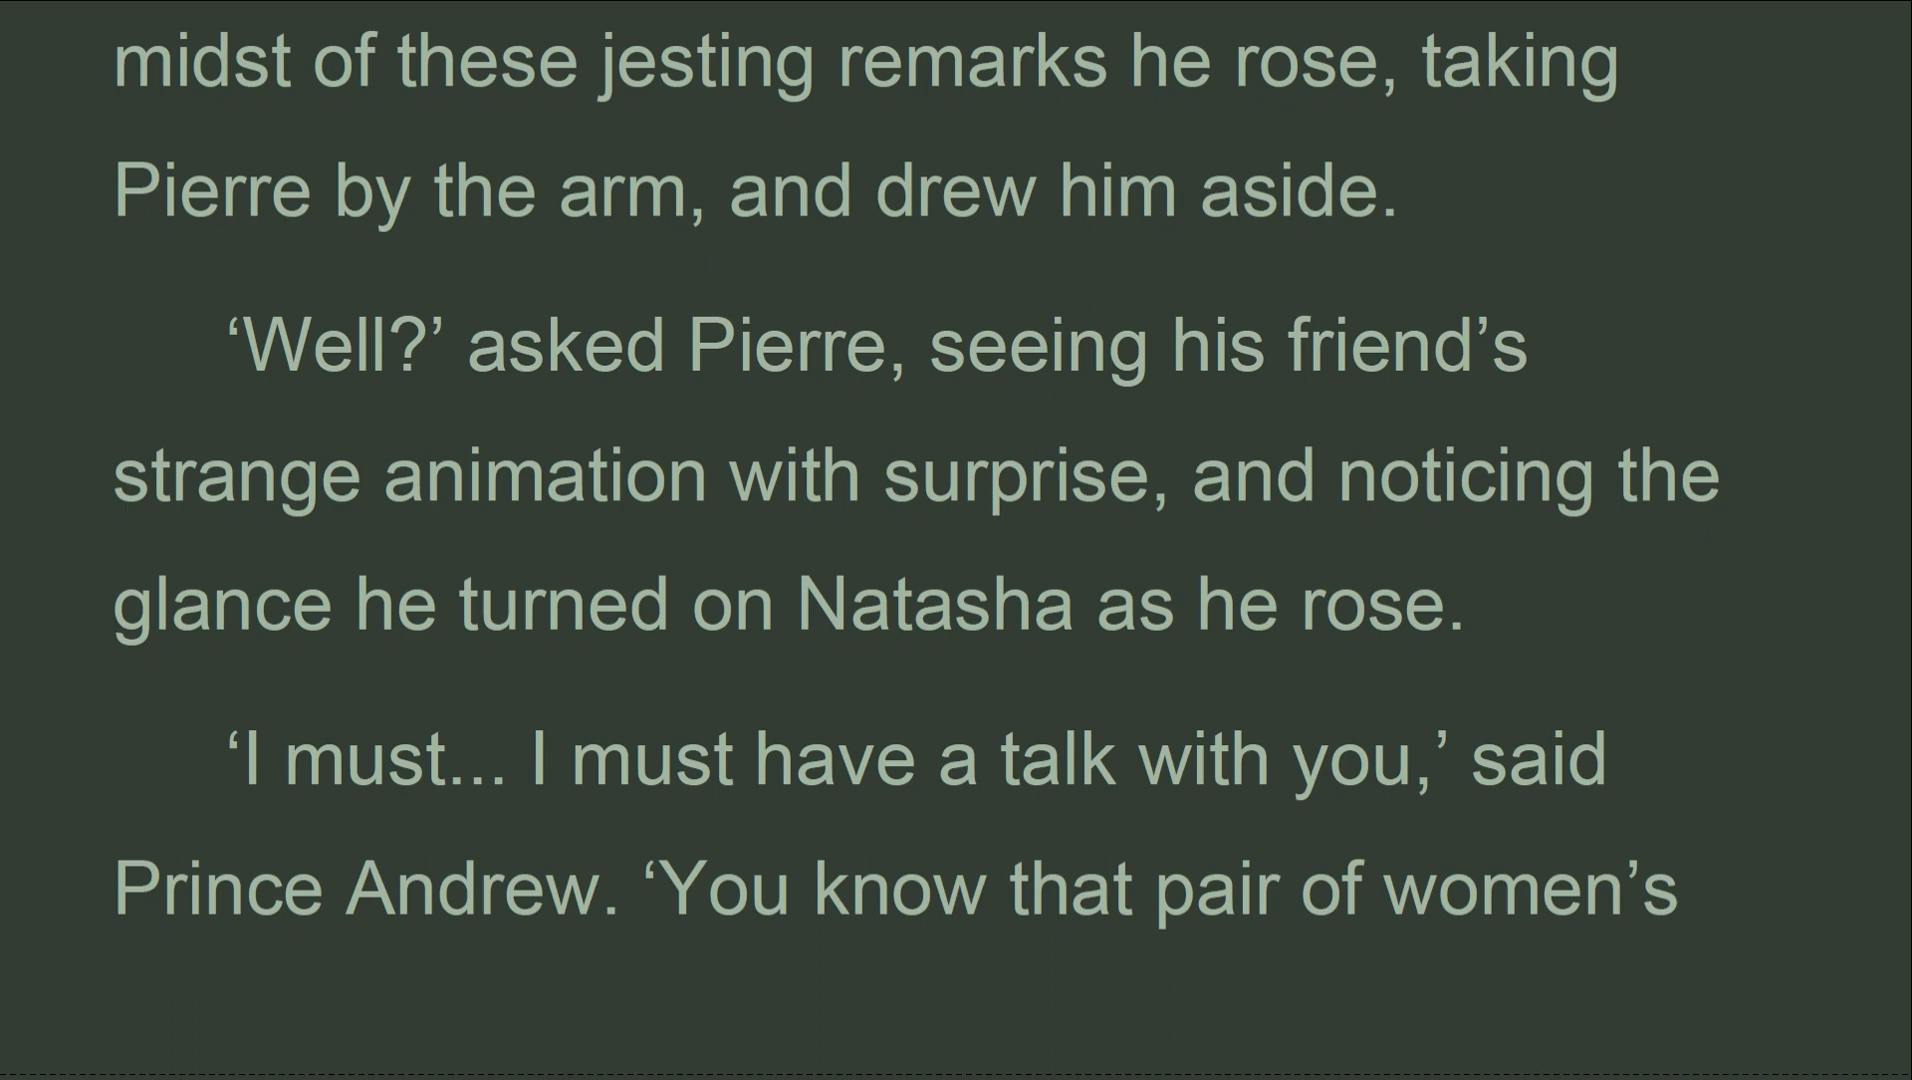 midst of these jesting remarks he rose, taking
Pierre by the arm, and drew him aside.
‘Well?’ asked Pierre, seeing his friend’s
strange animation with surprise, and noticing the
glance he turned on Natasha as he rose.
‘I must... I must have a talk with you,’ said
Prince Andrew. ‘You know that pair of women’s